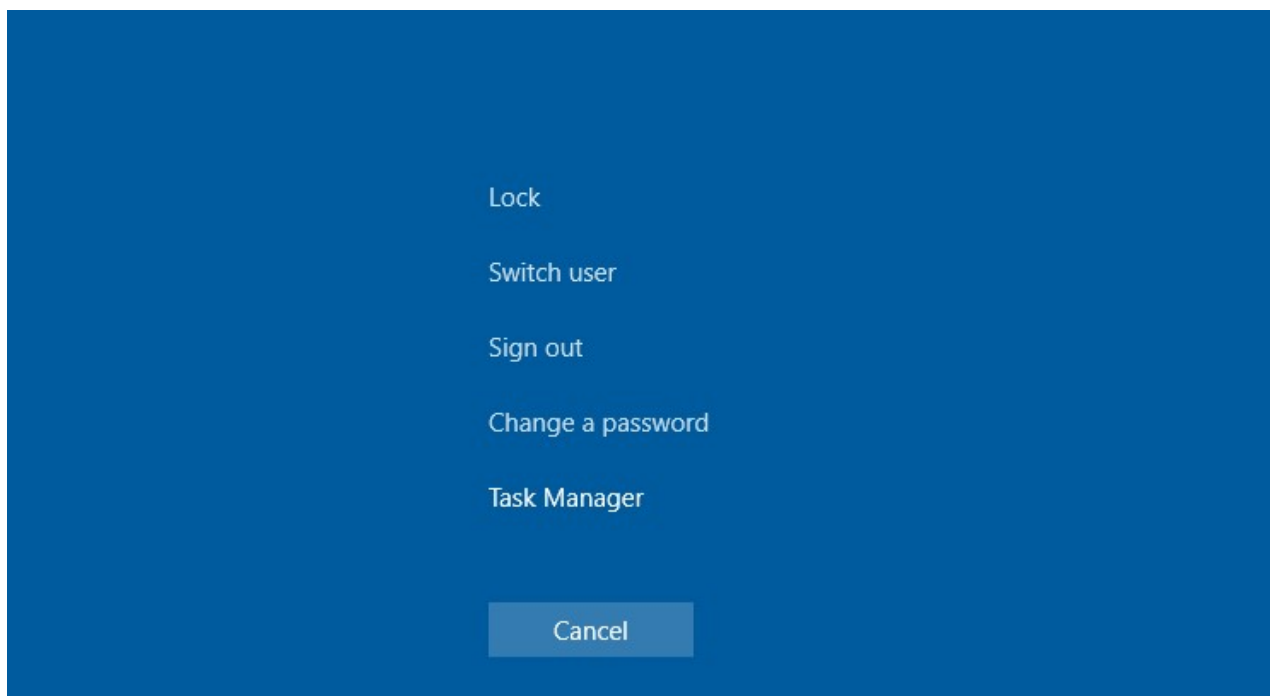 Lock
Switch user
Sign out
Change a password
Task Manager
Cancel